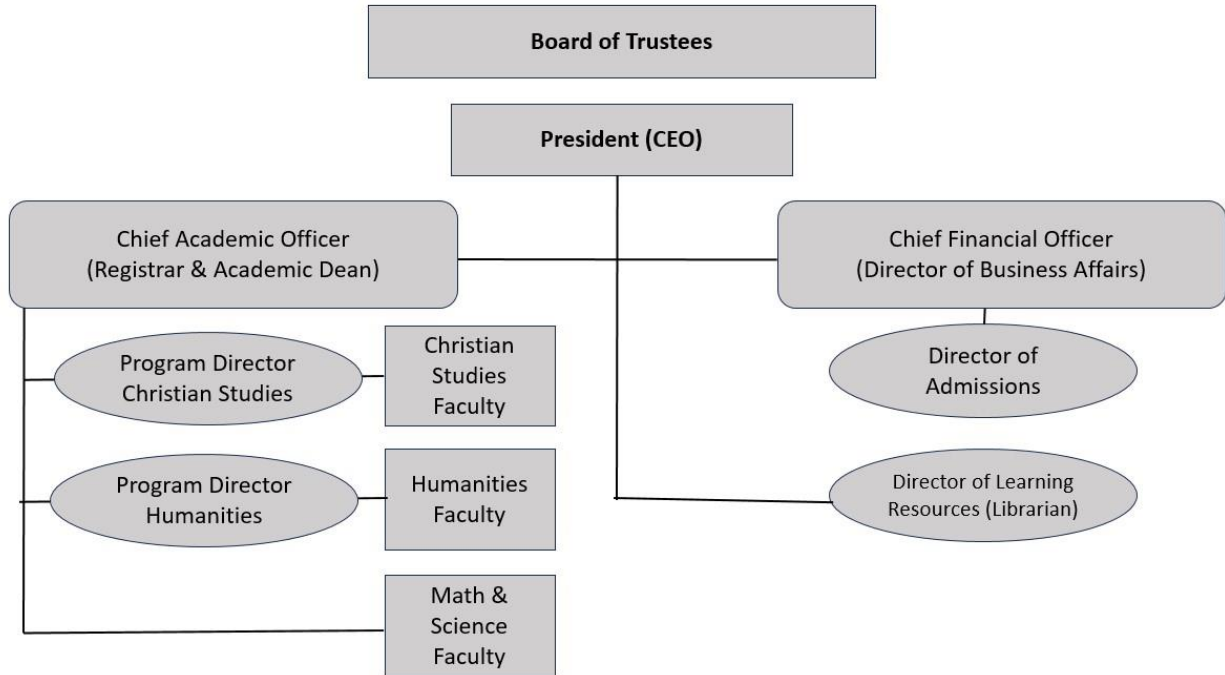 Board of Trustees
President (CEO)
Chief Academic Officer
(Registrar & Academic Dean)
Chief Financial Officer
(Director of Business Affairs)
Program Director
Christian Studies
Christian
Studies
Faculty
Director of
Admissions
Program Director
Humanities
Humanities
Faculty
Director of Learning
Resources (Librarian)
Math &
Science
Faculty